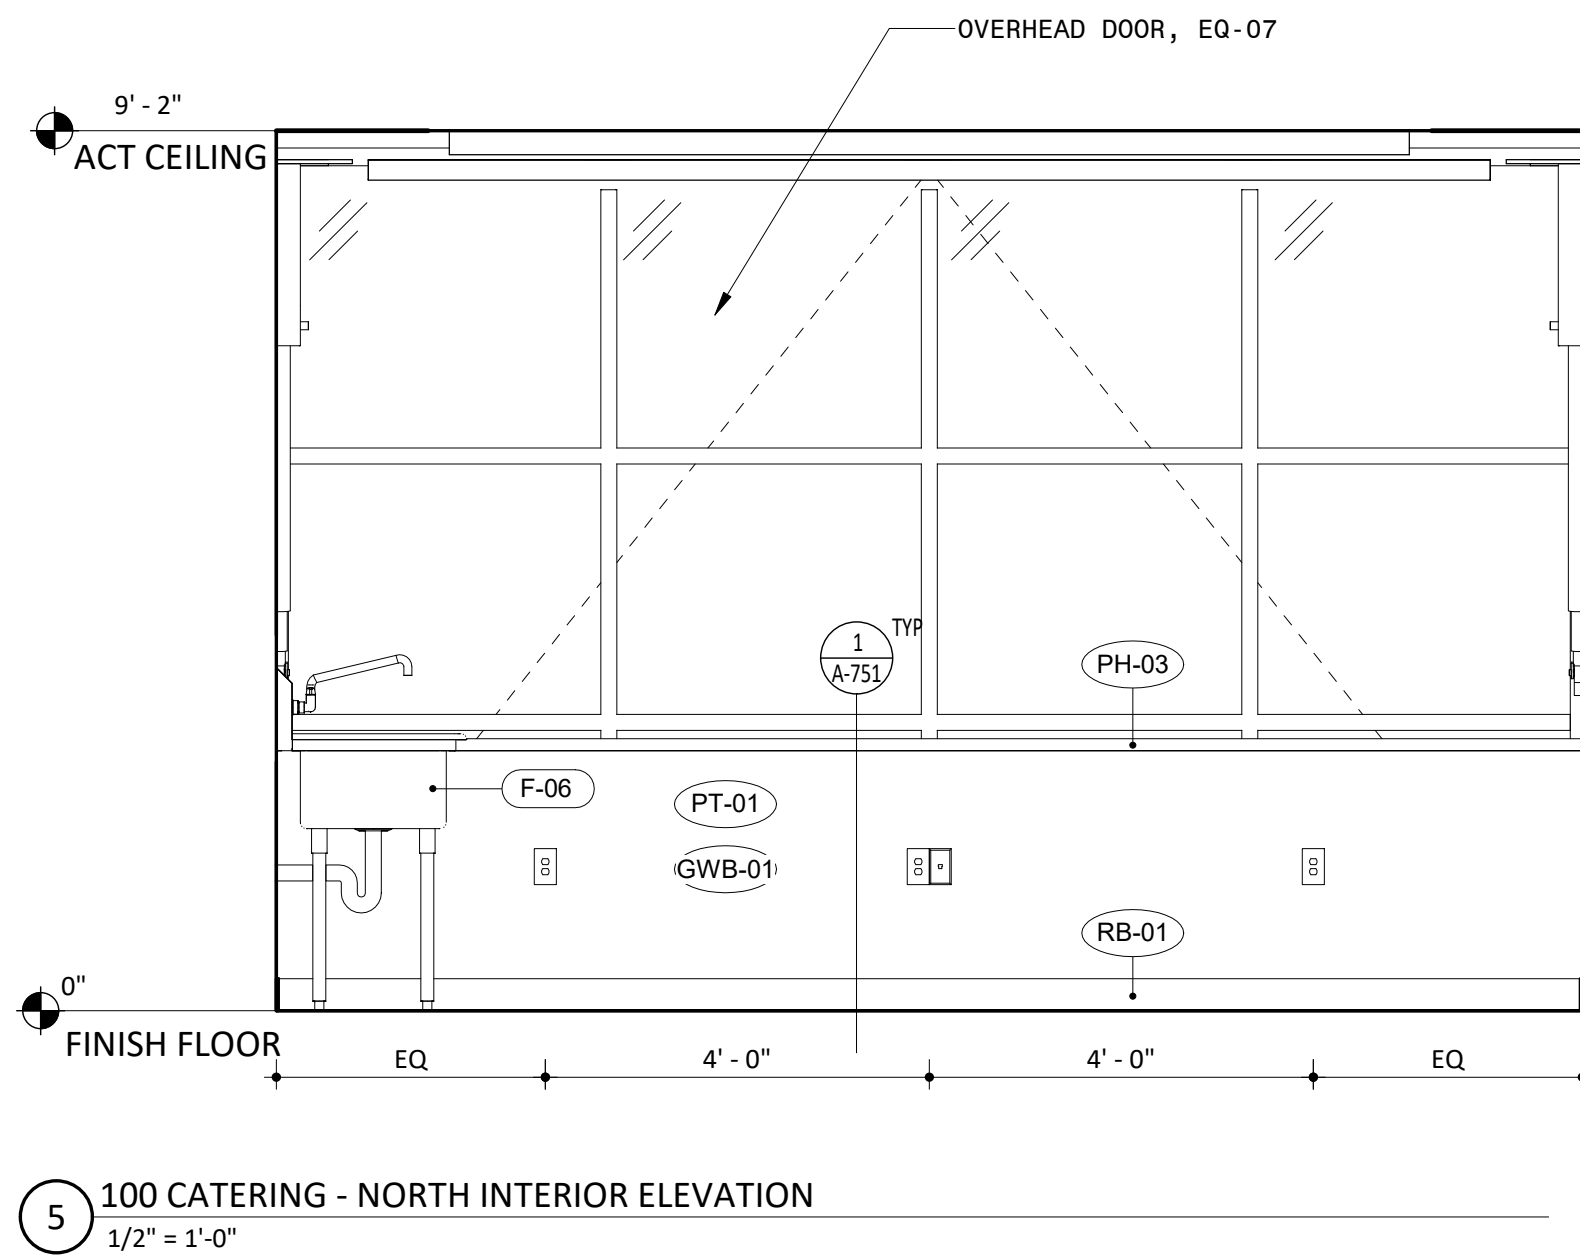 OVERHEAD DOOR, EQ-07
9' - 2"
ACT CEILING
1
A-751
TYP
PH-03
F-06
PT-01
GWB-01
RB-01
0"
FINISH FLOOR
EQ
4' - 0"
4' - 0"
EQ
5
100 CATERING - NORTH INTERIOR ELEVATION
1/2" = 1'-0"